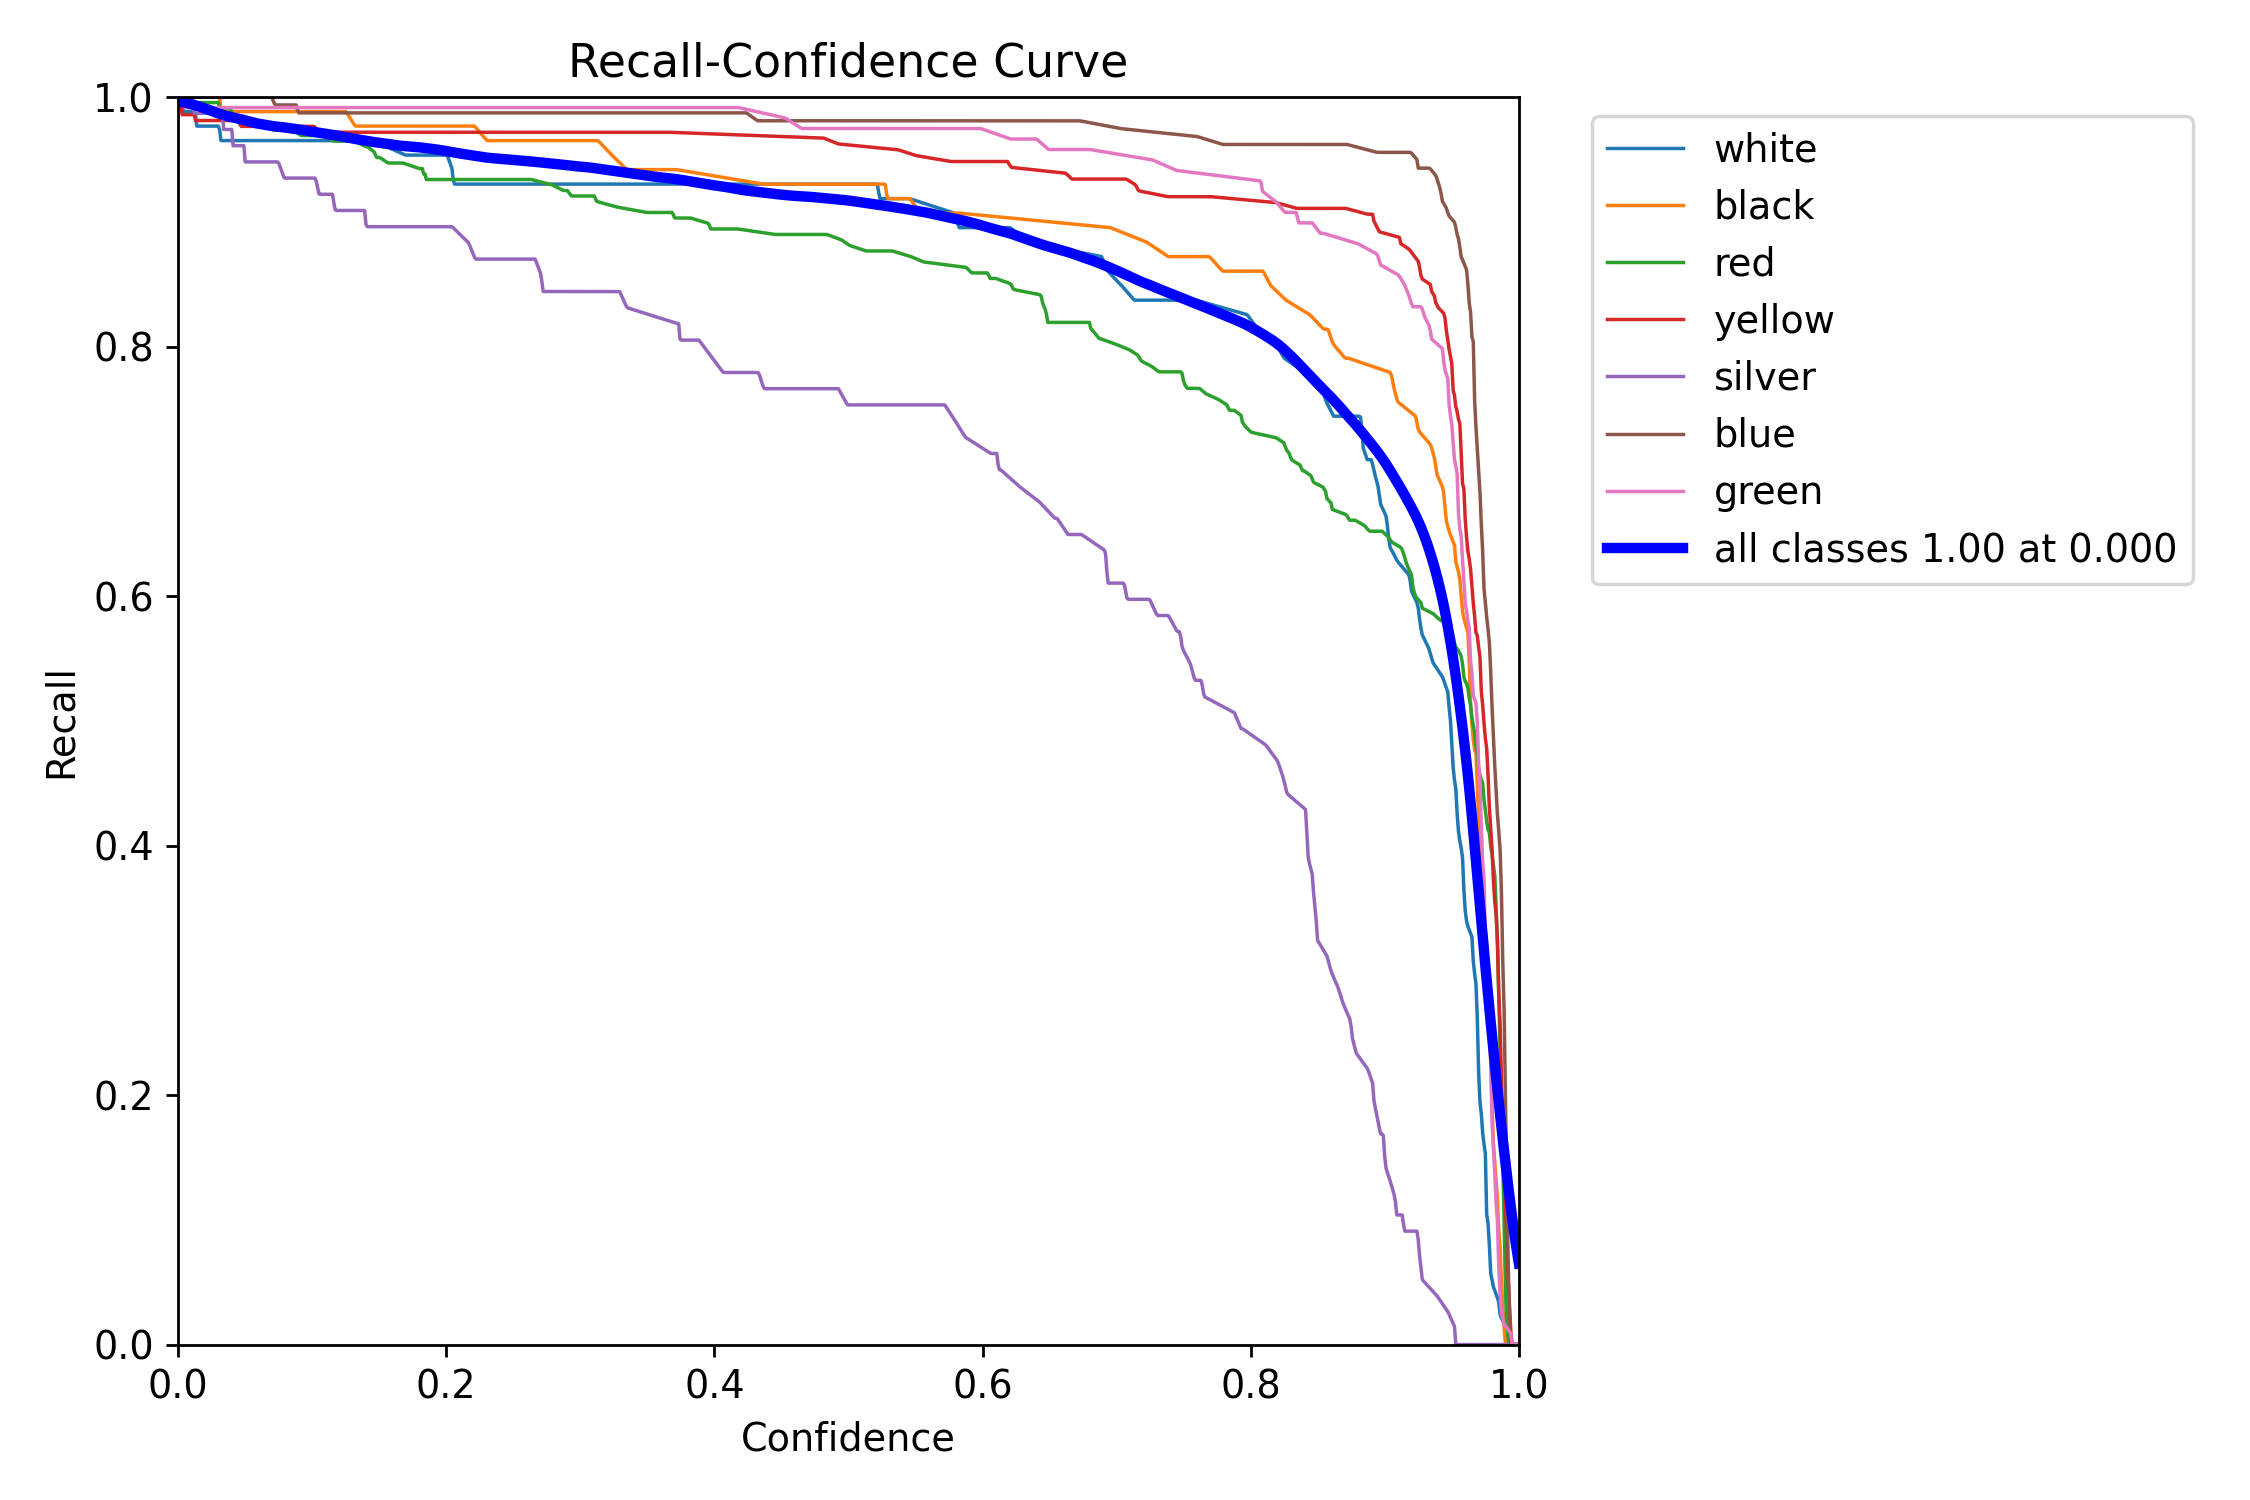 Recall-Confidence Curve
1.0
0.8
0.6
0.4
0.2
0.0
Recall
0.0 0.2 0.4 0.6 0.8 1.0
Confidence
white
black
red
yellow
silver
blue
green
all classes 1.00 at 0.000